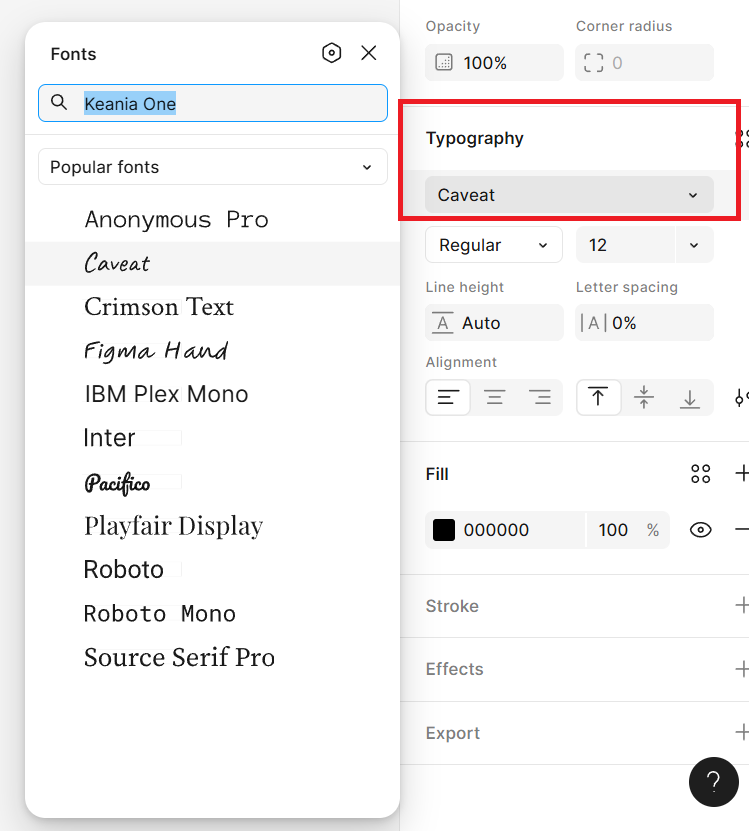 Fonts
Keania One
Popular fonts
Anonymous Pro
Caveat
Crimson Text
Figma Hand
IBM Plex Mono
Inter
Pacifico
Playfair Display
Roboto
Roboto Mono
Source Serif Pro
Opacity
Corner radius
100%
0
Typography
Caveat
Regular
12
Line height
Letter spacing
A Auto
|A| 0%
Alignment
Fill
000000
100 %
Stroke
Effects
Export
?